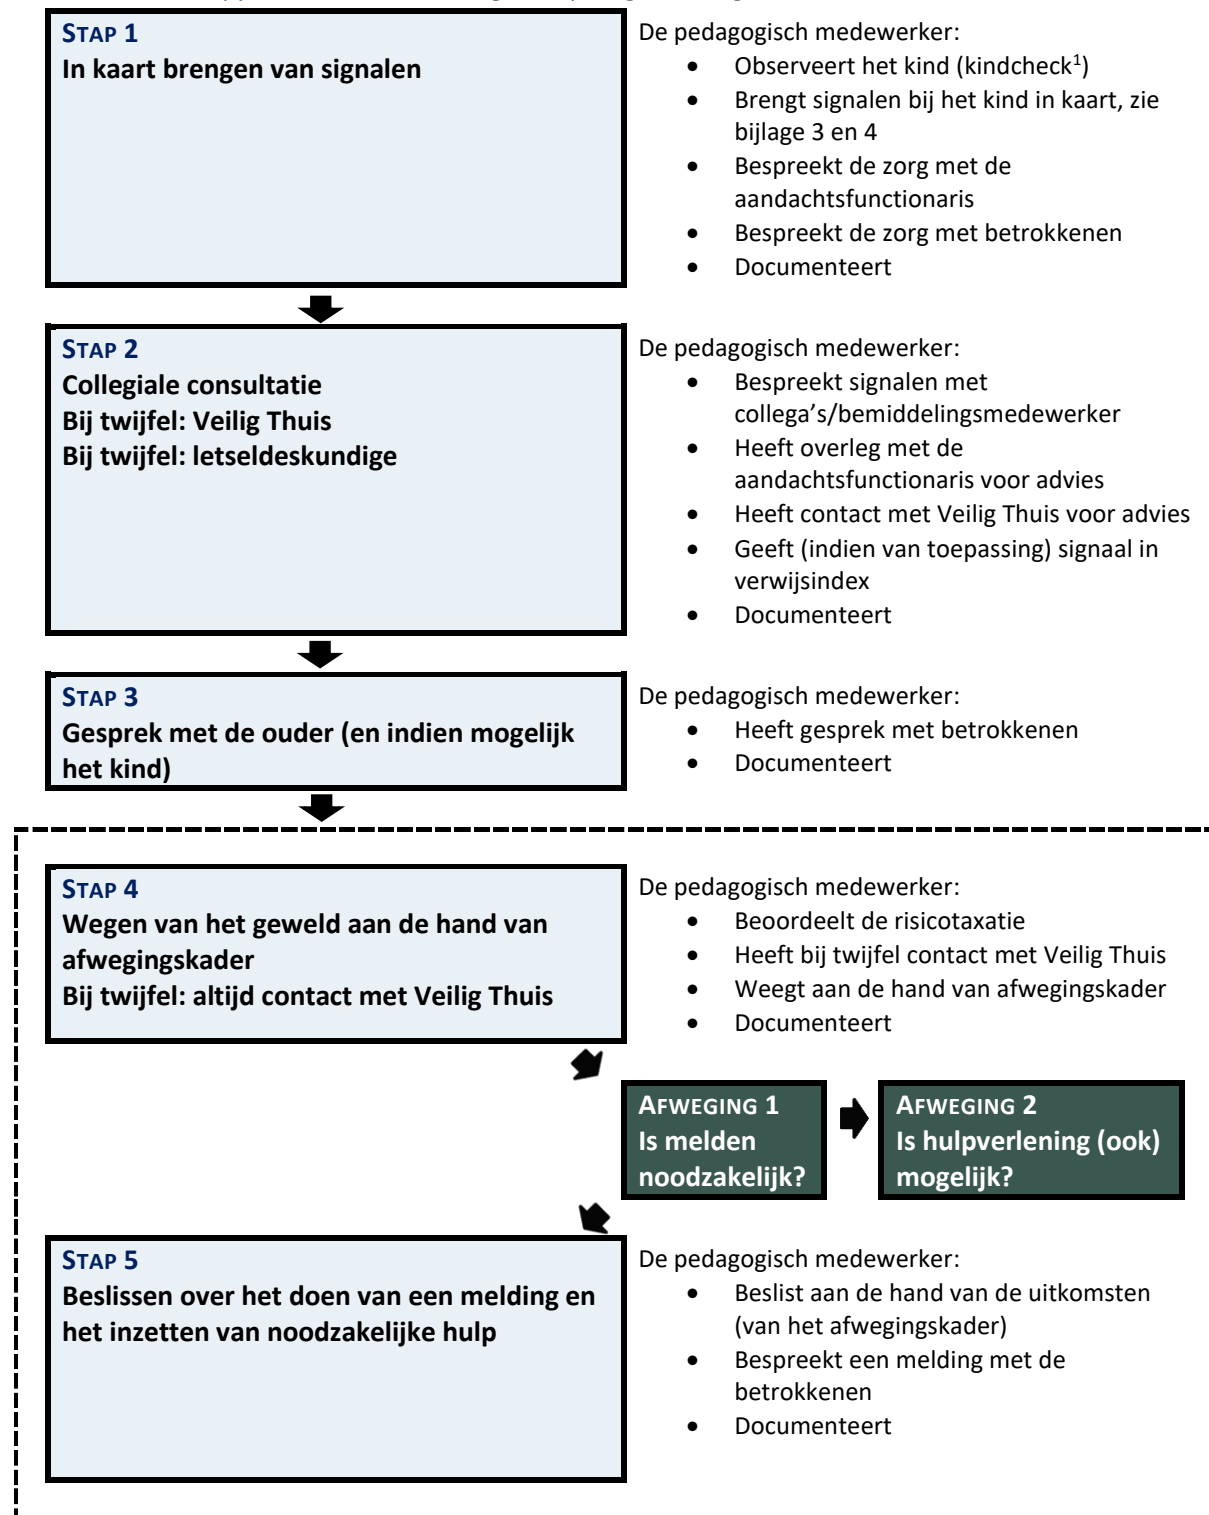 STAP 1
In kaart brengen van signalen
De pedagogisch medewerker:
• Observeert het kind (kindcheck1)
• Brengt signalen bij het kind in kaart, zie
bijlage 3 en 4
• Bespreekt de zorg met de
aandachtsfunctionaris
• Bespreekt de zorg met betrokkenen
• Documenteert
STAP 2
Collegiale consultatie
Bij twijfel: Veilig Thuis
Bij twijfel: letseldeskundige
De pedagogisch medewerker:
• Bespreekt signalen met
collega’s/bemiddelingsmedewerker
• Heeft overleg met de
aandachtsfunctionaris voor advies
• Heeft contact met Veilig Thuis voor advies
• Geeft (indien van toepassing) signaal in
verwijsindex
• Documenteert
STAP 3
Gesprek met de ouder (en indien mogelijk
het kind)
De pedagogisch medewerker:
• Heeft gesprek met betrokkenen
• Documenteert
STAP 4
Wegen van het geweld aan de hand van
afwegingskader
Bij twijfel: altijd contact met Veilig Thuis
De pedagogisch medewerker:
• Beoordeelt de risicotaxatie
• Heeft bij twijfel contact met Veilig Thuis
• Weegt aan de hand van afwegingskader
• Documenteert
AFWEGING 1
Is melden
noodzakelijk?
AFWEGING 2
Is hulpverlening (ook)
mogelijk?
STAP 5
Beslissen over het doen van een melding en
het inzetten van noodzakelijke hulp
De pedagogisch medewerker:
• Beslist aan de hand van de uitkomsten
(van het afwegingskader)
• Bespreekt een melding met de
betrokkenen
• Documenteert